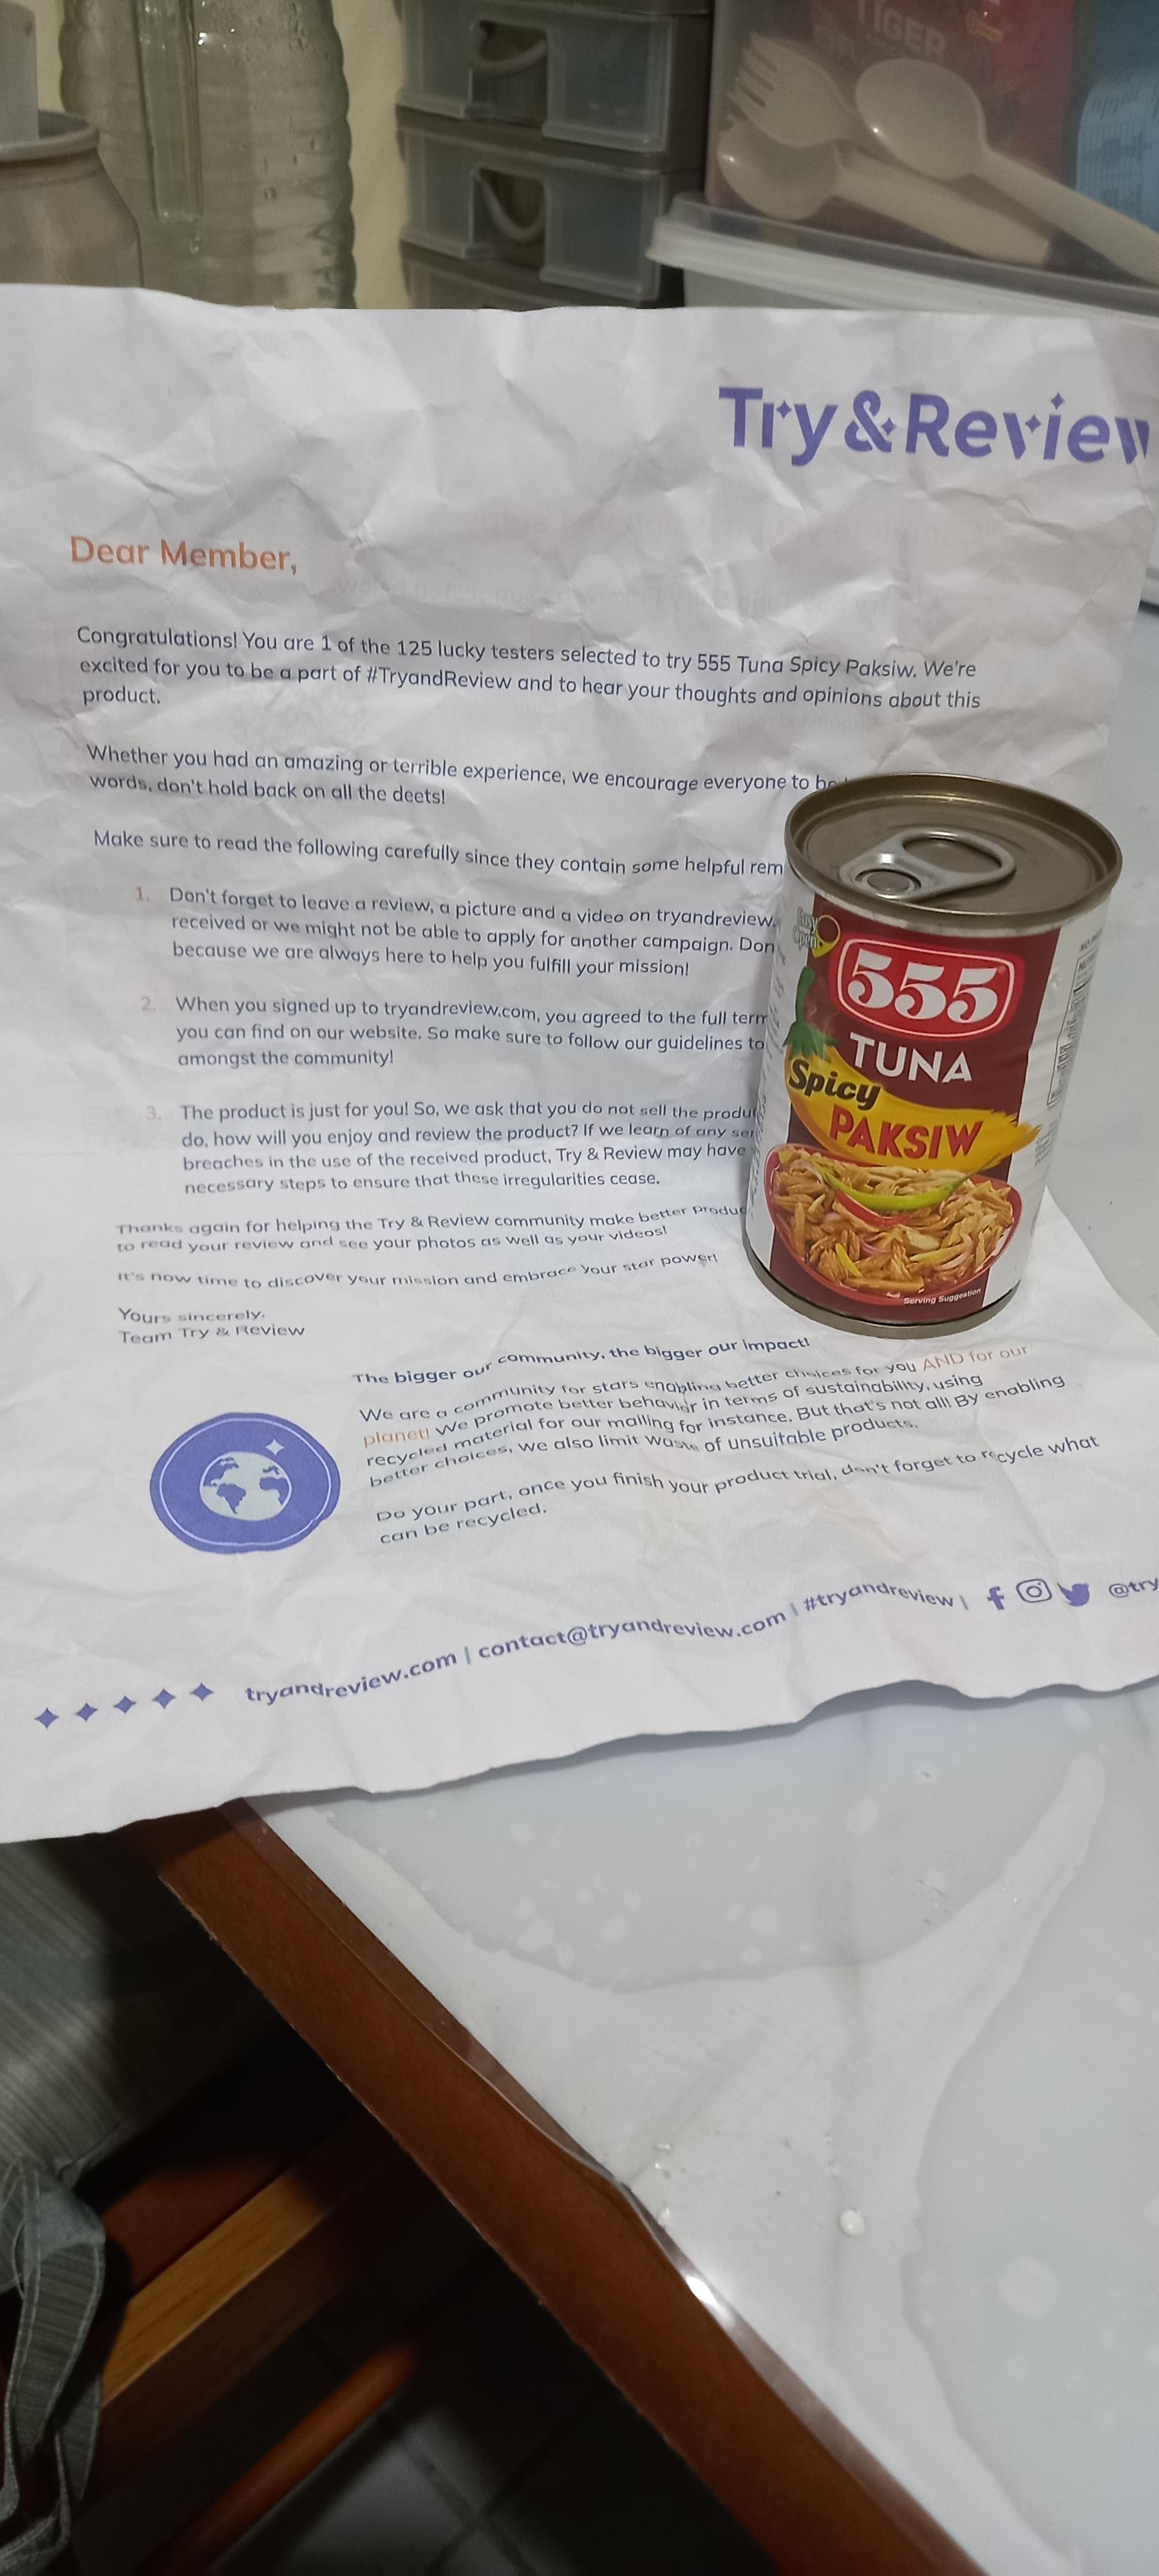 TIGER
Try&Review
Dear Member,
Congratulations! You are 1 of the 125 lucky testers selected to try 555 Tuna Spicy Paksiw. We're
excited for you to be a part of #TryandReview and to hear your thoughts and opinions about this
product.
Whether you had an amazing or terrible experience, we encourage everyone to be
words, don't hold back on all the deets!
Make sure to read the following carefully since they contain some helpful rem
1. Don't forget to leave a review, a picture and a video on tryandreview.
received or we might not be able to apply for another campaign. Don
because we are always here to help you fulfill your mission!
2. When you signed up to tryandreview.com, you agreed to the full term
you can find on our website. So make sure to follow our guidelines to
amongst the community!
3. The product is just for you! So, we ask that you do not sell the produ
do, how will you enjoy and review the product? If we learn of any se
breaches in the use of the received product, Try & Review may have
necessary steps to ensure that these irregularities cease.
Thanks again for helping the Try & Review community make better produc
to read your review and see your photos as well as your videos!
It's now time to discover your mission and embrace your star power!
Yours sincerely,
Team Try & Review
The bigger our community, the bigger our impact!
We are a community for stars enabling better choices for you AND for our
planet! We promote better behavior in terms of sustainability, using
recycled material for our mailing for instance. But that's not all! By enabling
better choices, we also limit waste of unsuitable products.
Do your part, once you finish your product trial, don't forget to recycle what
can be recycled.
tryandreview.com | contact@tryandreview.com | #tryandreview | @try
Easy
Open
555
TUNA
Spicy
PAKSIW
Serving Suggestion